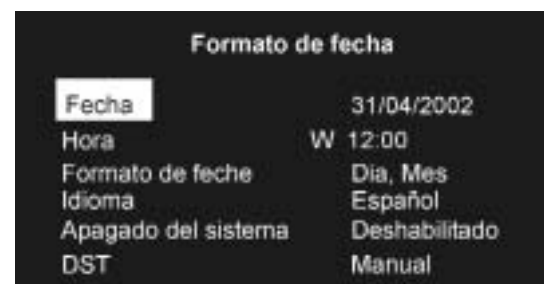 Formato de fecha
Fecha 31/04/2002
Hora W 12:00
Formato de feche Dia, Mes
Idioma Español
Apagado del sistema Deshabilitado
DST Manual